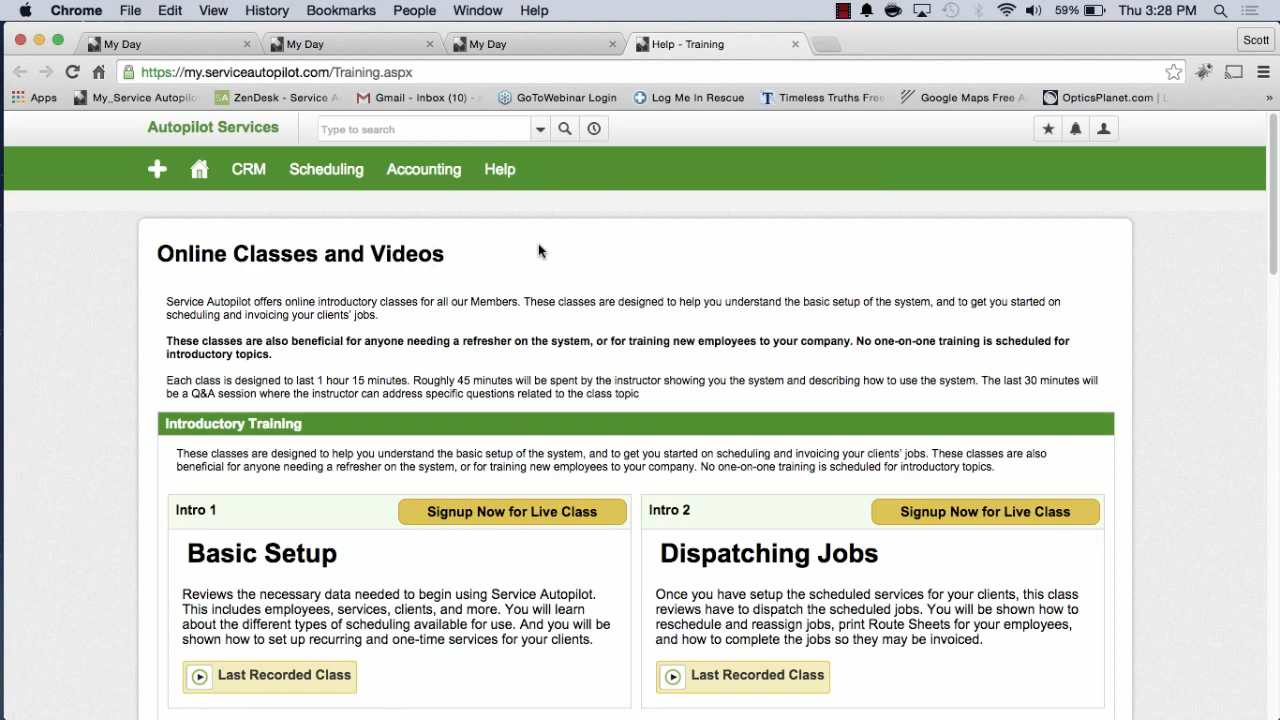 Chrome File Edit View History Bookmarks People Window Help 59% Thu 3:28 PM
My Day My Day My Day Help - Training Scott
https://my.serviceautopilot.com/Training.aspx
Apps My_Service Autopilo ZenDesk - Service A Gmail - Inbox (10) - GoToWebinar Login Log Me In Rescue Timeless Truths Fre Google Maps Free A OpticsPlanet.com | L »
Autopilot Services Type to search
CRM Scheduling Accounting Help
Online Classes and Videos
Service Autopilot offers online introductory classes for all our Members. These classes are designed to help you understand the basic setup of the system, and to get you started on
scheduling and invoicing your clients' jobs.
These classes are also beneficial for anyone needing a refresher on the system, or for training new employees to your company. No one-on-one training is scheduled for
introductory topics.
Each class is designed to last 1 hour 15 minutes. Roughly 45 minutes will be spent by the instructor showing you the system and describing how to use the system. The last 30 minutes will
be a Q&A session where the instructor can address specific questions related to the class topic
Introductory Training
These classes are designed to help you understand the basic setup of the system, and to get you started on scheduling and invoicing your clients' jobs. These classes are also
beneficial for anyone needing a refresher on the system, or for training new employees to your company. No one-on-one training is scheduled for introductory topics.
Intro 1 Signup Now for Live Class
Basic Setup
Reviews the necessary data needed to begin using Service Autopilot.
This includes employees, services, clients, and more. You will learn
about the different types of scheduling available for use. And you will be
shown how to set up recurring and one-time services for your clients.
Last Recorded Class
Intro 2 Signup Now for Live Class
Dispatching Jobs
Once you have setup the scheduled services for your clients, this class
reviews have to dispatch the scheduled jobs. You will be shown how to
reschedule and reassign jobs, print Route Sheets for your employees,
and how to complete the jobs so they may be invoiced.
Last Recorded Class